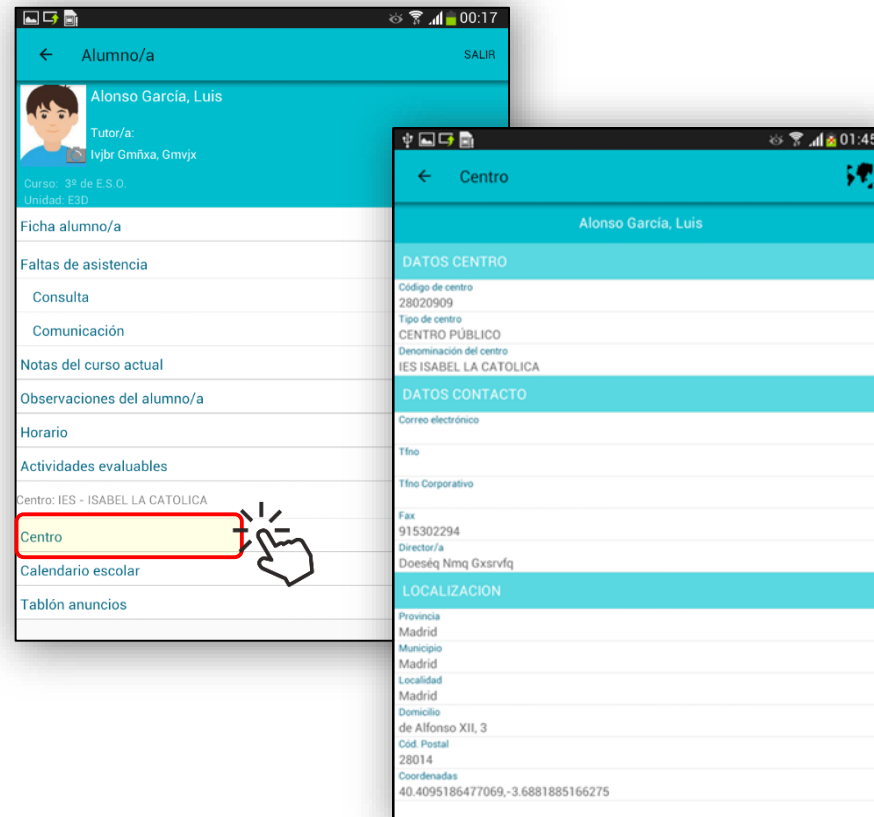 00:17
Alumno/a
SALIR
Alonso García, Luis
Tutor/a:
Ivjbr Gmñxa, Gmvjx
Curso: 3º de E.S.O.
Unidad: E3D
Ficha alumno/a
Faltas de asistencia
Consulta
Comunicación
Notas del curso actual
Observaciones del alumno/a
Horario
Actividades evaluables
Centro: IES - ISABEL LA CATOLICA
Centro
Calendario escolar
Tablón anuncios
01:45
Centro
Alonso García, Luis
DATOS CENTRO
Código de centro
28020909
Tipo de centro
CENTRO PÚBLICO
Denominación del centro
IES ISABEL LA CATOLICA
DATOS CONTACTO
Correo electrónico
Tfno
Tfno Corporativo
Fax
915302294
Director/a
Doeséq Nmq Gxsrvfq
LOCALIZACION
Provincia
Madrid
Municipio
Madrid
Localidad
Madrid
Domicilio
de Alfonso XII, 3
Cód. Postal
28014
Coordenadas
40.4095186477069,-3.6881885166275